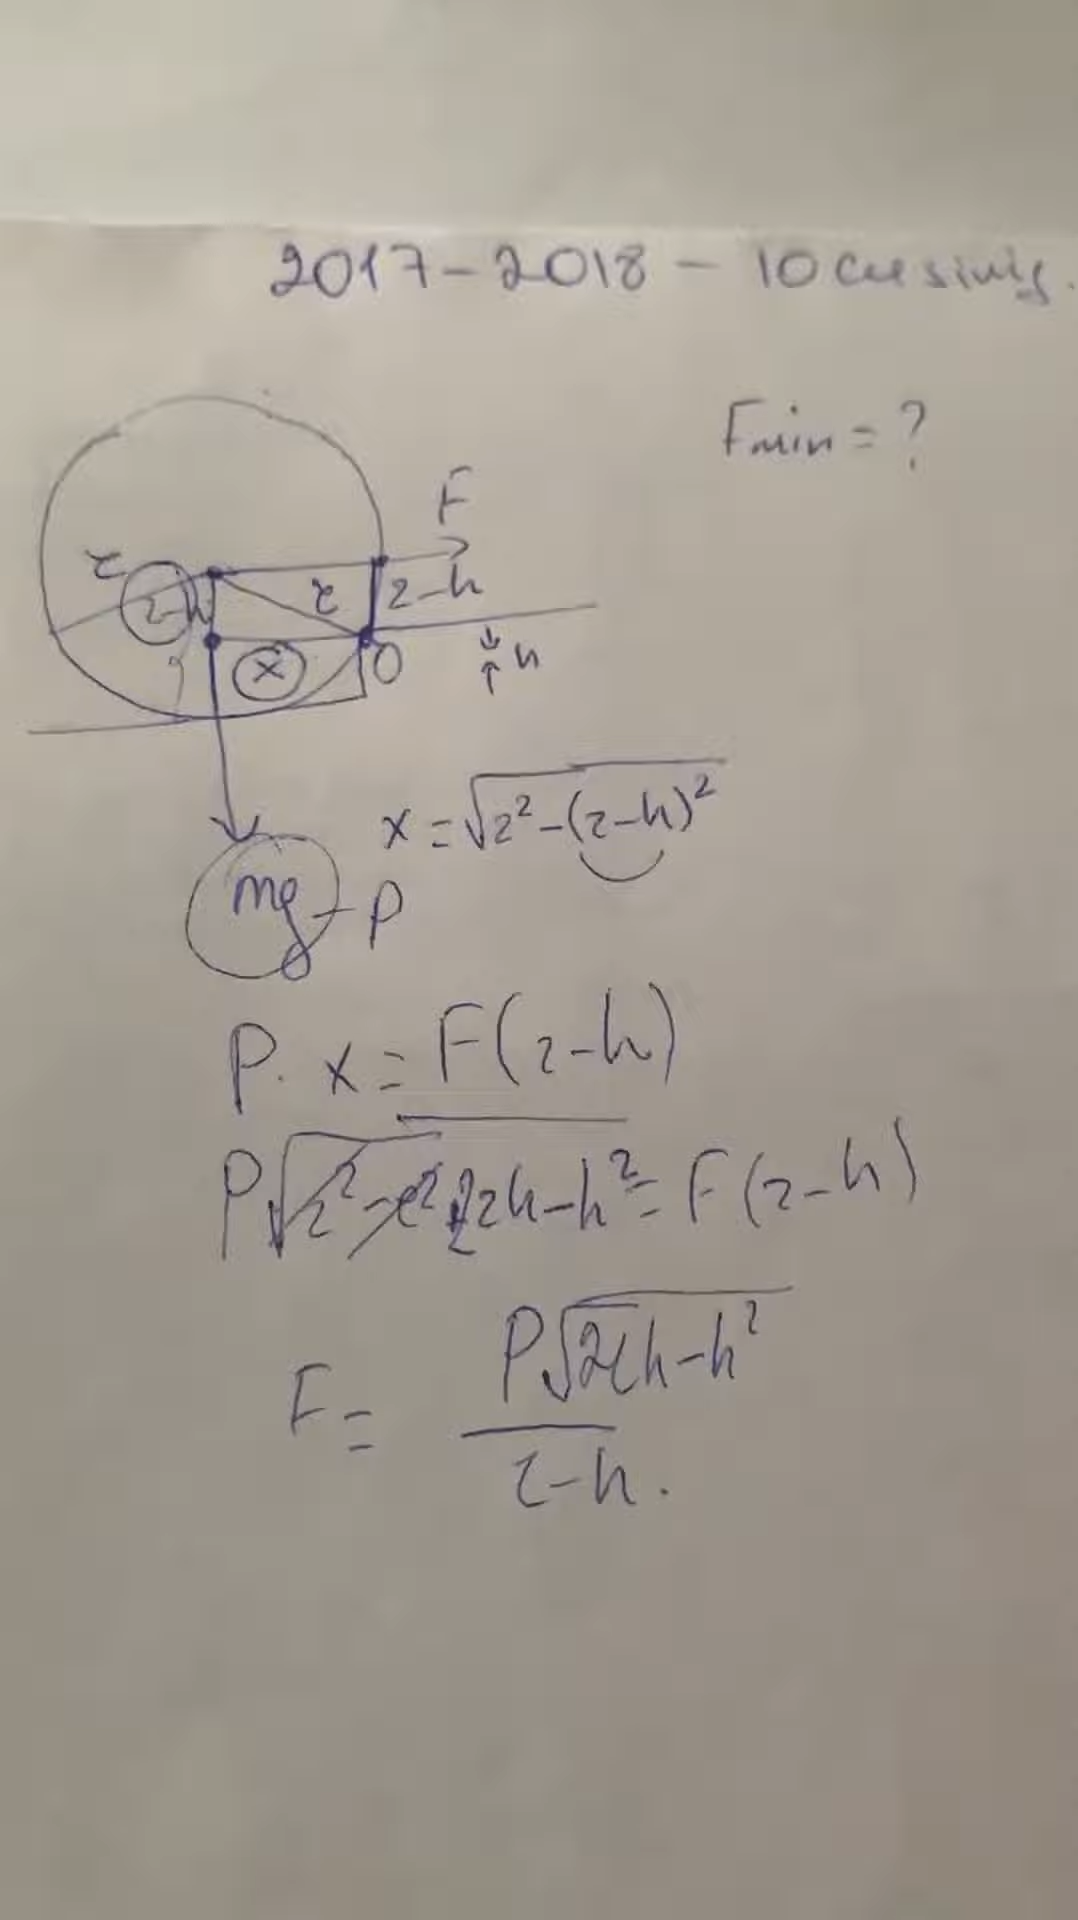 2017-2018 - 10 cu sinif.
Fmin = ?
F
r
r-h
r
r-h
x
O
h
x = √r²-(r-h)²
mg - P
P. x = F(r-h)
P√r²-r²+2rh-h² = F(r-h)
F = P√2rh-h² / r-h.